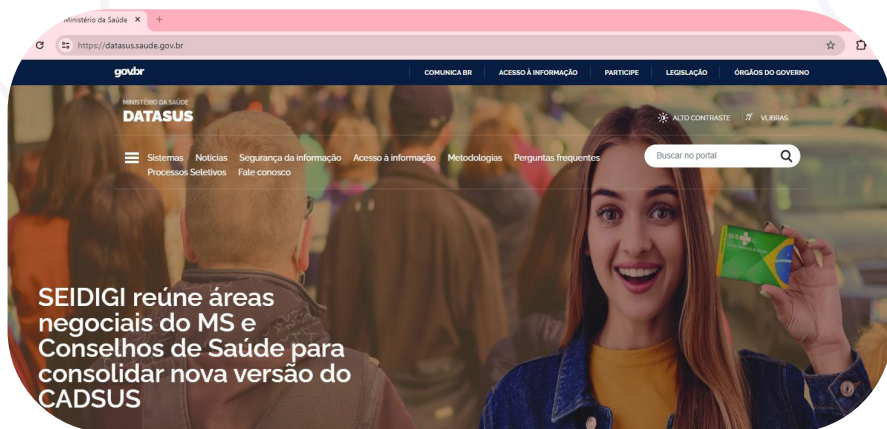 Ministério da Saúde
https://datasus.saude.gov.br
govbr
COMUNICA BR
ACESSO À INFORMAÇÃO
PARTICIPE
LEGISLAÇÃO
ÓRGÃOS DO GOVERNO
MINISTÉRIO DA SAÚDE
DATASUS
ALTO CONTRASTE
VLIBRAS
Sistemas Notícias Segurança da informação Acesso à informação Metodologias Perguntas frequentes
Processos Seletivos Fale conosco
Buscar no portal
SEIDIGI reúne áreas
negociais do MS e
Conselhos de Saúde para
consolidar nova versão do
CADSUS